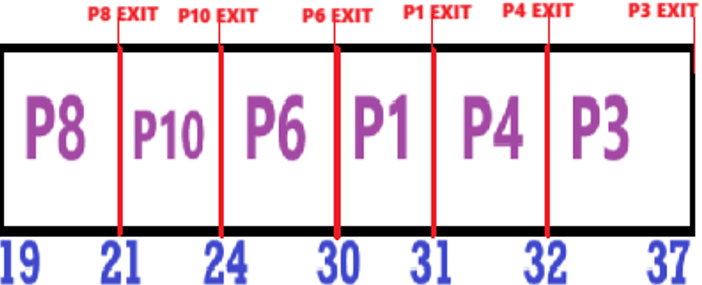 P8 EXIT P10 EXIT P6 EXIT P1 EXIT P4 EXIT P3 EXIT
P8 P10 P6 P1 P4 P3
19 21 24 30 31 32 37